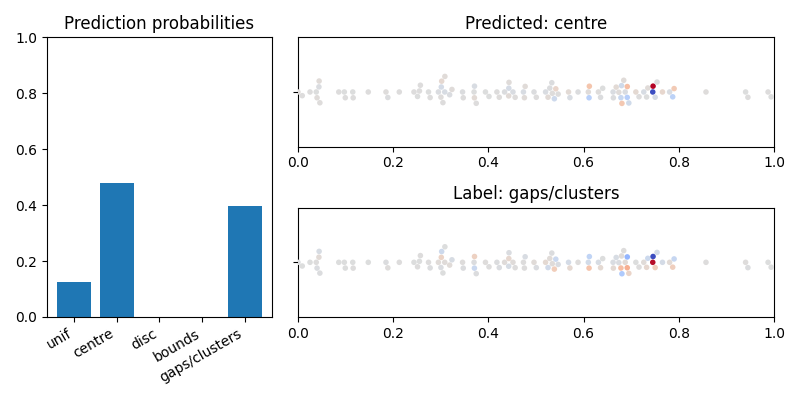 Prediction probabilities
1.0
0.8
0.6
0.4
0.2
0.0
unif
centre
disc
bounds
gaps/clusters
Predicted: centre
0.0 0.2 0.4 0.6 0.8 1.0
Label: gaps/clusters
0.0 0.2 0.4 0.6 0.8 1.0